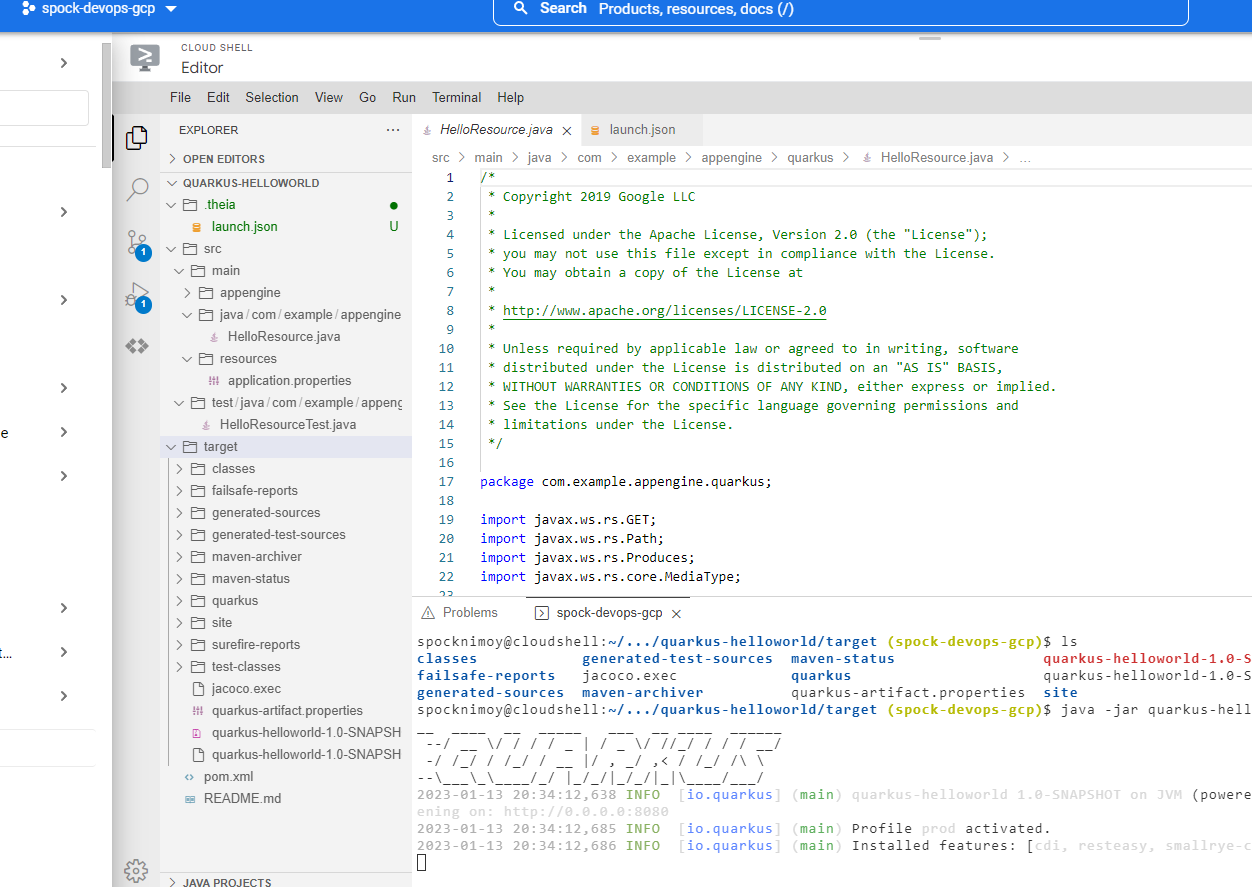 spock-devops-gcp
Search Products, resources, docs (/)
CLOUD SHELL
Editor
File Edit Selection View Go Run Terminal Help
EXPLORER
OPEN EDITORS
QUARKUS-HELLOWORLD
.theia
launch.json U
src
main
appengine
java/com/example/appengine
HelloResource.java
resources
application.properties
test/java/com/example/appeng
HelloResourceTest.java
target
classes
failsafe-reports
generated-sources
generated-test-sources
maven-archiver
maven-status
quarkus
site
surefire-reports
test-classes
jacoco.exec
quarkus-artifact.properties
quarkus-helloworld-1.0-SNAPSH
quarkus-helloworld-1.0-SNAPSH
pom.xml
README.md
JAVA PROJECTS
e
t...
1
1
HelloResource.java
launch.json
src > main > java > com > example > appengine > quarkus > HelloResource.java > ...
1 /*
2 * Copyright 2019 Google LLC
3 *
4 * Licensed under the Apache License, Version 2.0 (the "License");
5 * you may not use this file except in compliance with the License.
6 * You may obtain a copy of the License at
7 *
8 * http://www.apache.org/licenses/LICENSE-2.0
9 *
10 * Unless required by applicable law or agreed to in writing, software
11 * distributed under the License is distributed on an "AS IS" BASIS,
12 * WITHOUT WARRANTIES OR CONDITIONS OF ANY KIND, either express or implied.
13 * See the License for the specific language governing permissions and
14 * limitations under the License.
15 */
16
17 package com.example.appengine.quarkus;
18
19 import javax.ws.rs.GET;
20 import javax.ws.rs.Path;
21 import javax.ws.rs.Produces;
22 import javax.ws.rs.core.MediaType;
23
Problems
spock-devops-gcp
spocknimoy@cloudshell:~/.../quarkus-helloworld/target (spock-devops-gcp)$ ls
classes generated-test-sources maven-status quarkus-helloworld-1.0-S
failsafe-reports jacoco.exec quarkus quarkus-helloworld-1.0-S
generated-sources maven-archiver quarkus-artifact.properties site
spocknimoy@cloudshell:~/.../quarkus-helloworld/target (spock-devops-gcp)$ java -jar quarkus-hell
__  ____  __  _____   ___  __ ____  ______
 --/ __ \/ / / / _ | / _ \/ //_/ / / / __/
 -/ /_/ / /_/ / __ |/ , _/ ,< / /_/ /\ \
--\___\_\____/_/ |_/_/|_/_/|_|\____/___/
2023-01-13 20:34:12,638 INFO [io.quarkus] (main) quarkus-helloworld 1.0-SNAPSHOT on JVM (powere
ening on: http://0.0.0.0:8080
2023-01-13 20:34:12,685 INFO [io.quarkus] (main) Profile prod activated.
2023-01-13 20:34:12,686 INFO [io.quarkus] (main) Installed features: [cdi, resteasy, smallrye-c